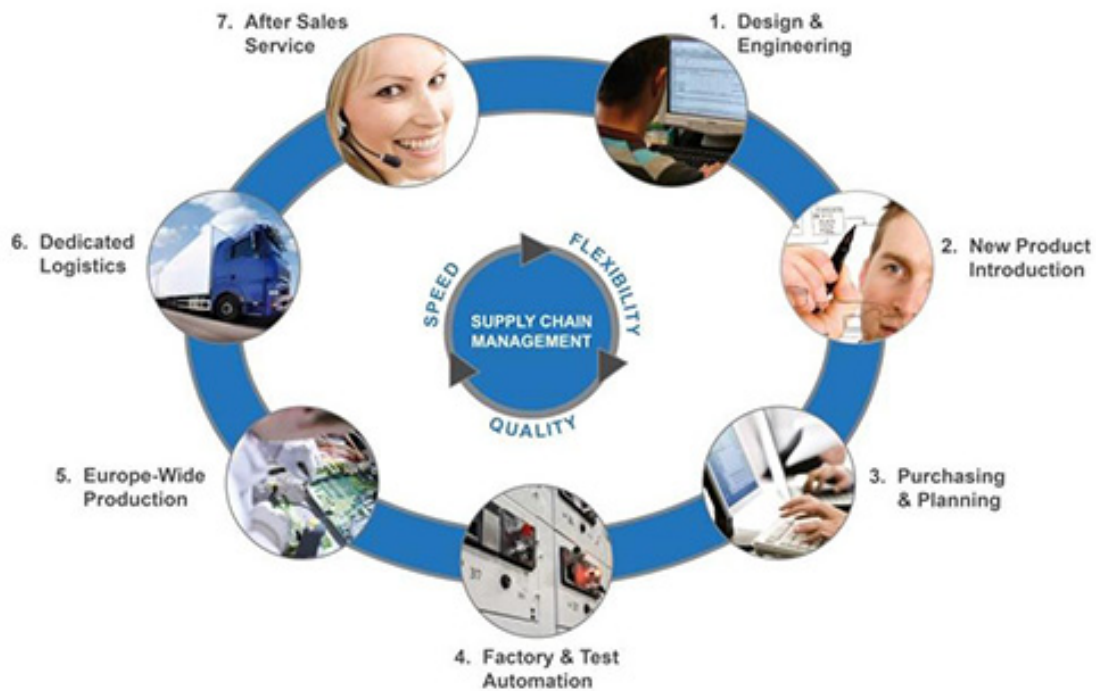 7. After Sales
Service
1. Design &
Engineering
6. Dedicated
Logistics
2. New Product
Introduction
SPEED
FLEXIBILITY
SUPPLY CHAIN
MANAGEMENT
QUALITY
5. Europe-Wide
Production
3. Purchasing
& Planning
37
4. Factory & Test
Automation